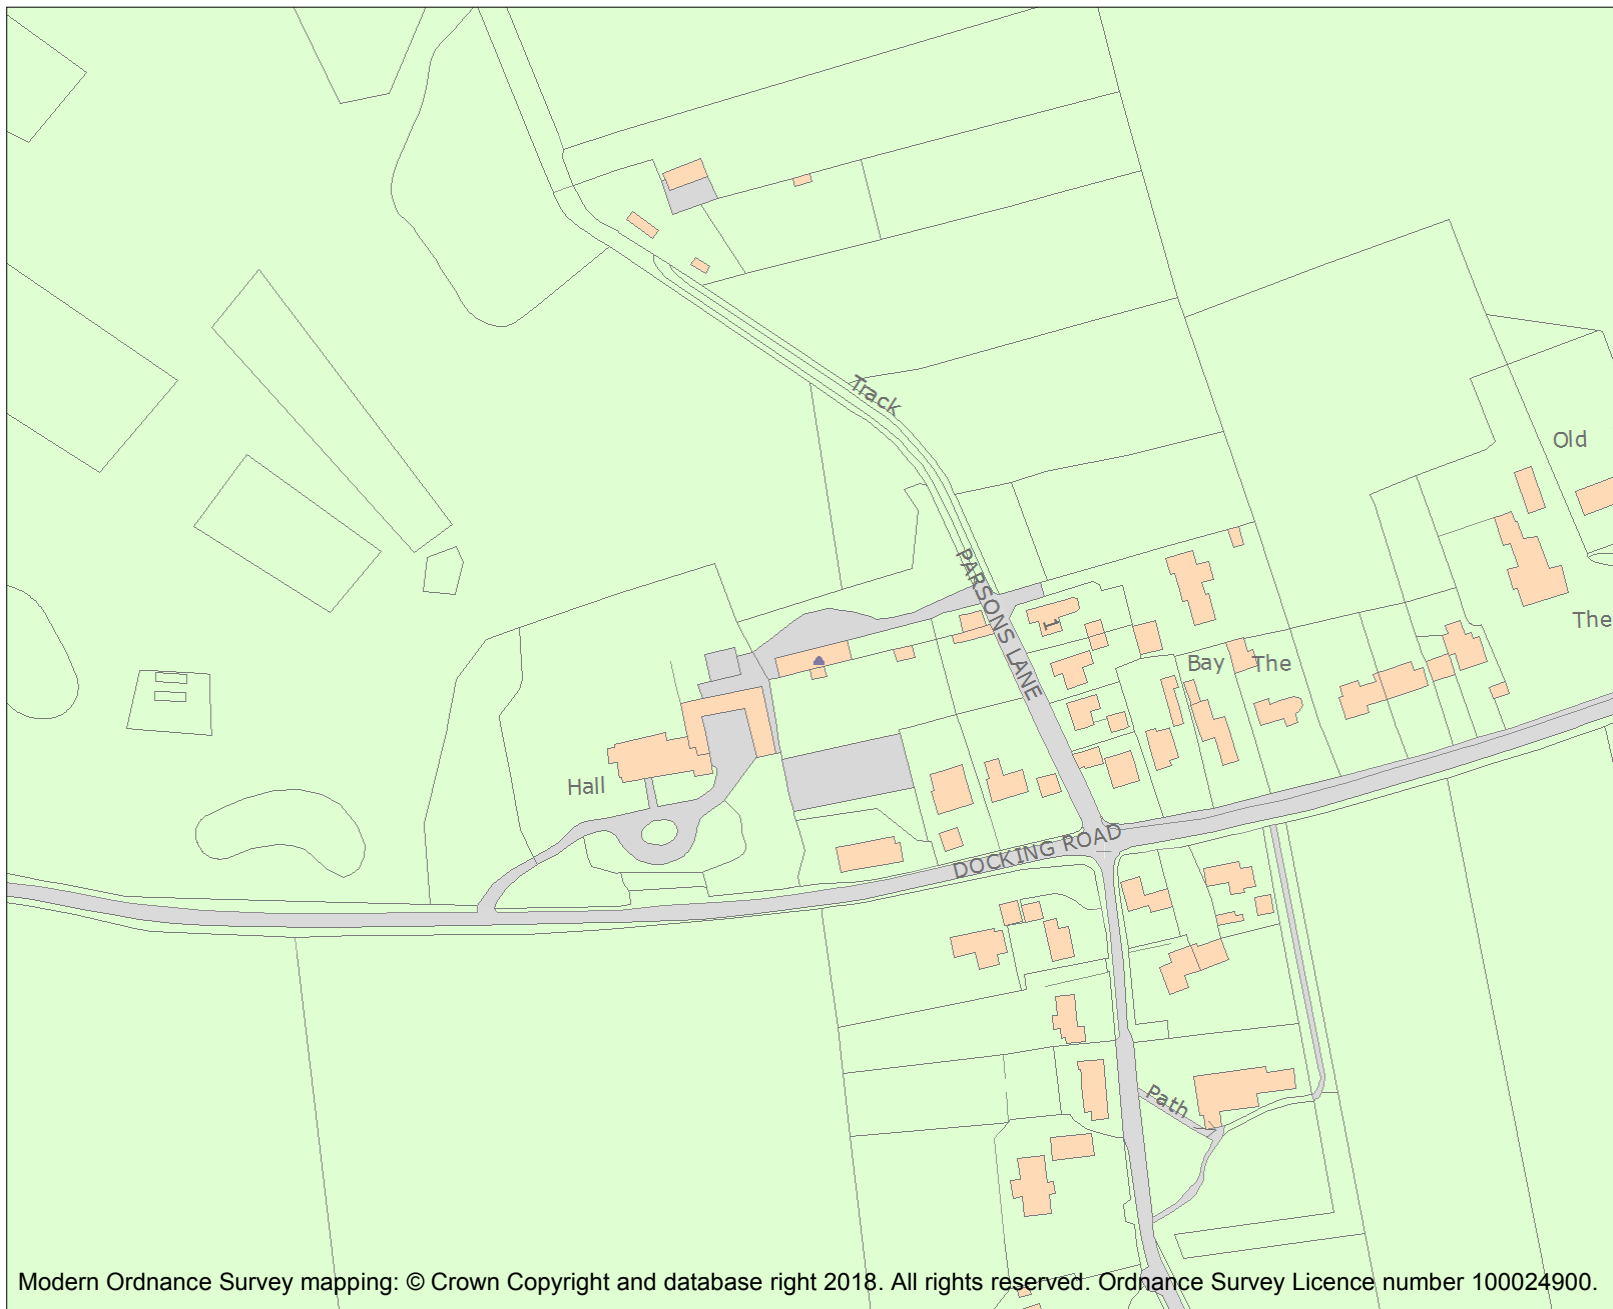 Track
Old
PARSONS LANE
1
The
Bay
The
Hall
DOCKING ROAD
Path
Modern Ordnance Survey mapping: © Crown Copyright and database right 2018. All rights reserved. Ordnance Survey Licence number 100024900.